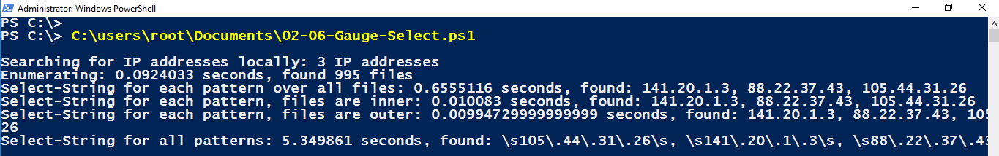 Administrator: Windows PowerShell
PS C:\>
PS C:\> C:\users\root\Documents\02-06-Gauge-Select.ps1
Searching for IP addresses locally: 3 IP addresses
Enumerating: 0.0924033 seconds, found 995 files
Select-String for each pattern over all files: 0.6555116 seconds, found: 141.20.1.3, 88.22.37.43, 105.44.31.26
Select-String for each pattern, files are inner: 0.010083 seconds, found: 141.20.1.3, 88.22.37.43, 105.44.31.26
Select-String for each pattern, files are outer: 0.00994729999999999 seconds, found: 141.20.1.3, 88.22.37.43, 105
26
Select-String for all patterns: 5.349861 seconds, found: \s105\.44\.31\.26\s, \s141\.20\.1\.3\s, \s88\.22\.37\.43